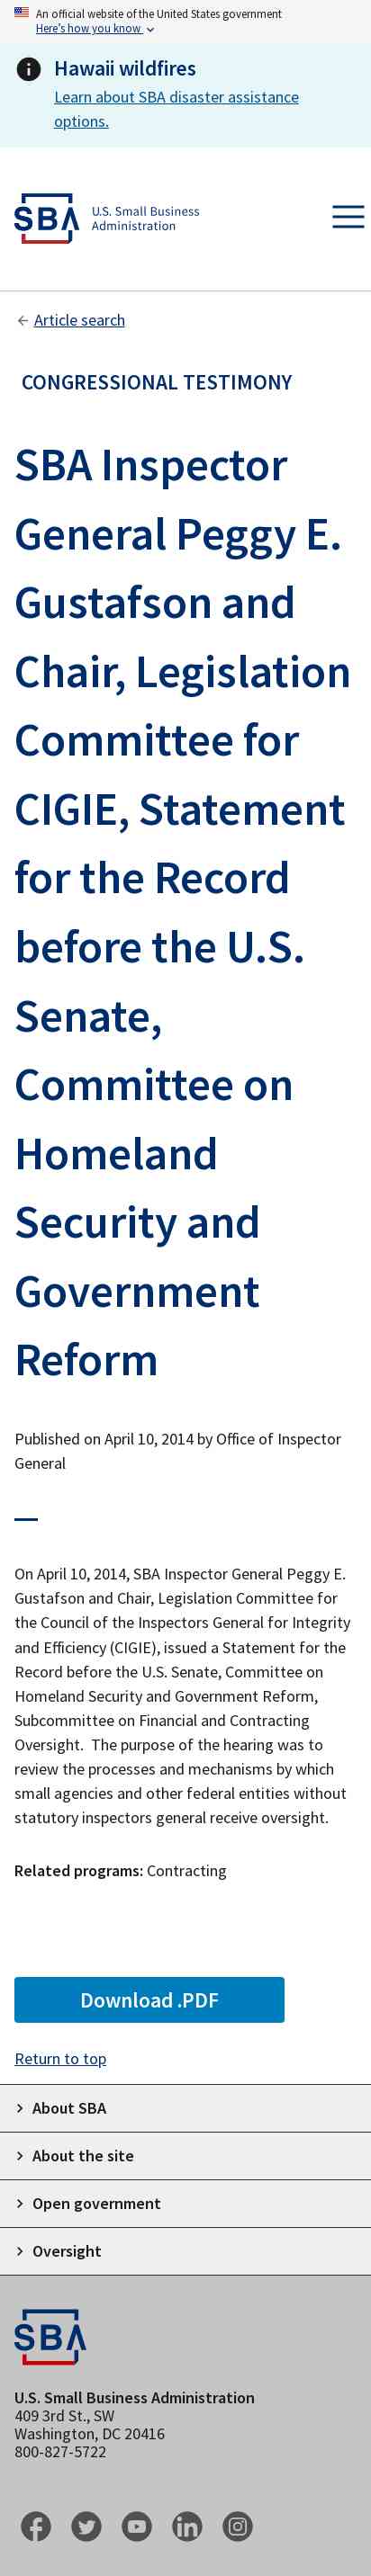 An official website of the United States government
Here's how you know
Hawaii wildfires
Learn about SBA disaster assistance
options.
SBA
U.S. Small Business
Administration
Article search
CONGRESSIONAL TESTIMONY
SBA Inspector
General Peggy E.
Gustafson and
Chair, Legislation
Committee for
CIGIE, Statement
for the Record
before the U.S.
Senate,
Committee on
Homeland
Security and
Government
Reform
Published on April 10, 2014 by Office of Inspector
General
On April 10, 2014, SBA Inspector General Peggy E.
Gustafson and Chair, Legislation Committee for
the Council of the Inspectors General for Integrity
and Efficiency (CIGIE), issued a Statement for the
Record before the U.S. Senate, Committee on
Homeland Security and Government Reform,
Subcommittee on Financial and Contracting
Oversight.  The purpose of the hearing was to
review the processes and mechanisms by which
small agencies and other federal entities without
statutory inspectors general receive oversight.
Related programs: Contracting
Download .PDF
Return to top
About SBA
About the site
Open government
Oversight
SBA
U.S. Small Business Administration
409 3rd St., SW
Washington, DC 20416
800-827-5722